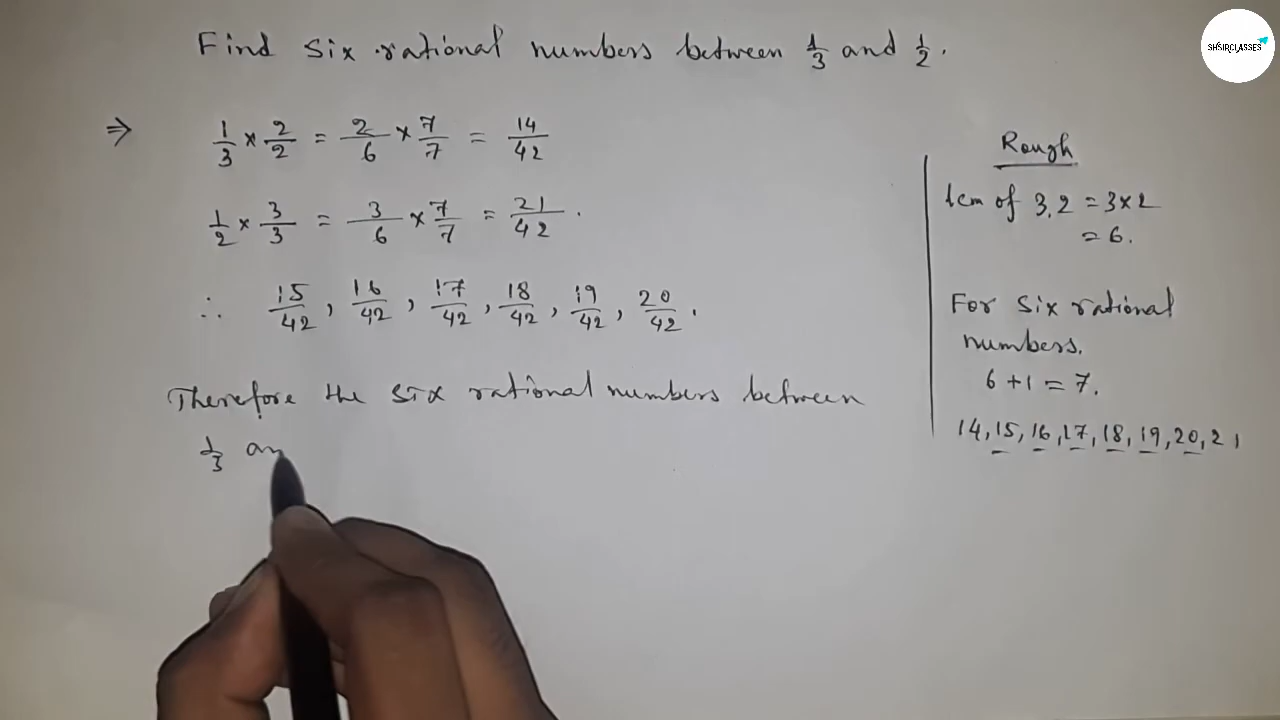 Find six rational numbers between 1/3 and 1/2.
⇒ 1/3 × 2/2 = 2/6 × 7/7 = 14/42
1/2 × 3/3 = 3/6 × 7/7 = 21/42.
∴ 15/42, 16/42, 17/42, 18/42, 19/42, 20/42.
Therefore the six rational numbers between
1/3 an
Rough
lcm of 3,2 = 3×2
= 6.
For six rational
numbers.
6+1 = 7.
14, 15, 16, 17, 18, 19, 20, 21
SHSIRCLASSES